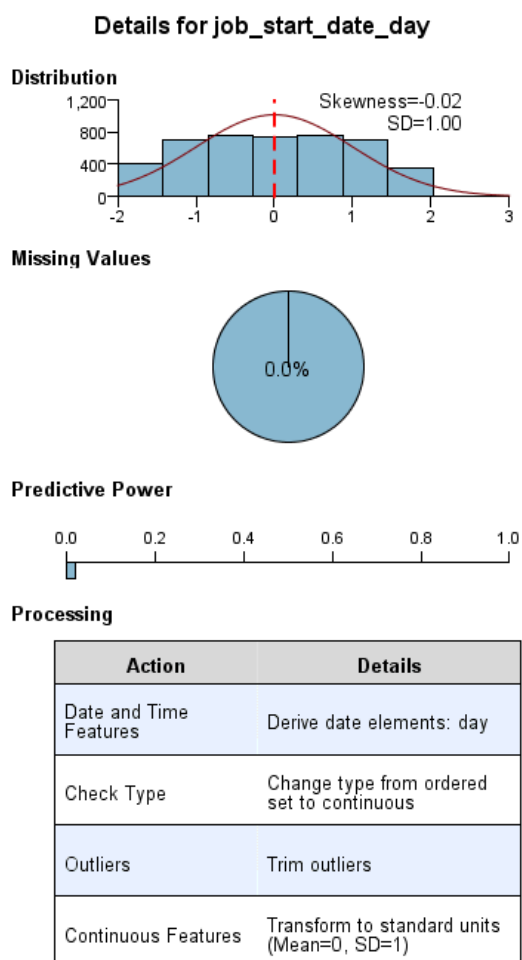 Details for job_start_date_day
Distribution
Skewness=-0.02
SD=1.00
1,200
800
400
0
-2 -1 0 1 2 3
Missing Values
0.0%
Predictive Power
0.0 0.2 0.4 0.6 0.8 1.0
Processing
Action Details
Date and Time
Features
Derive date elements: day
Check Type
Change type from ordered
set to continuous
Outliers Trim outliers
Continuous Features
Transform to standard units
(Mean=0, SD=1)